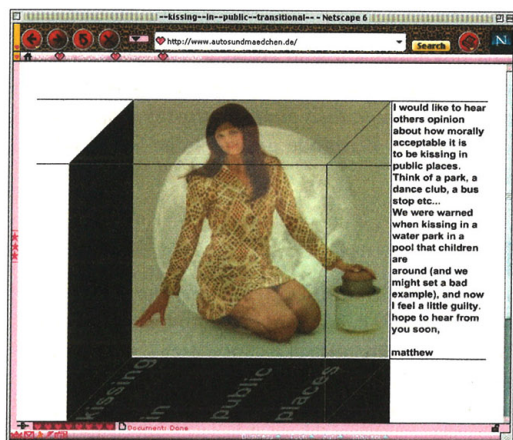 --kissing--in--public--transitional-- - Netscape 6
http://www.autosundmaedchen.de/
Search
N
I would like to hear
others opinion
about how morally
acceptable it is
to be kissing in
public places.
Think of a park, a
dance club, a bus
stop etc...
We were warned
when kissing in a
water park in a
pool that children
are
around (and we
might set a bad
example), and now
I feel a little guilty.
hope to hear from
you soon,
matthew
kissing
in
public
places
Document: Done